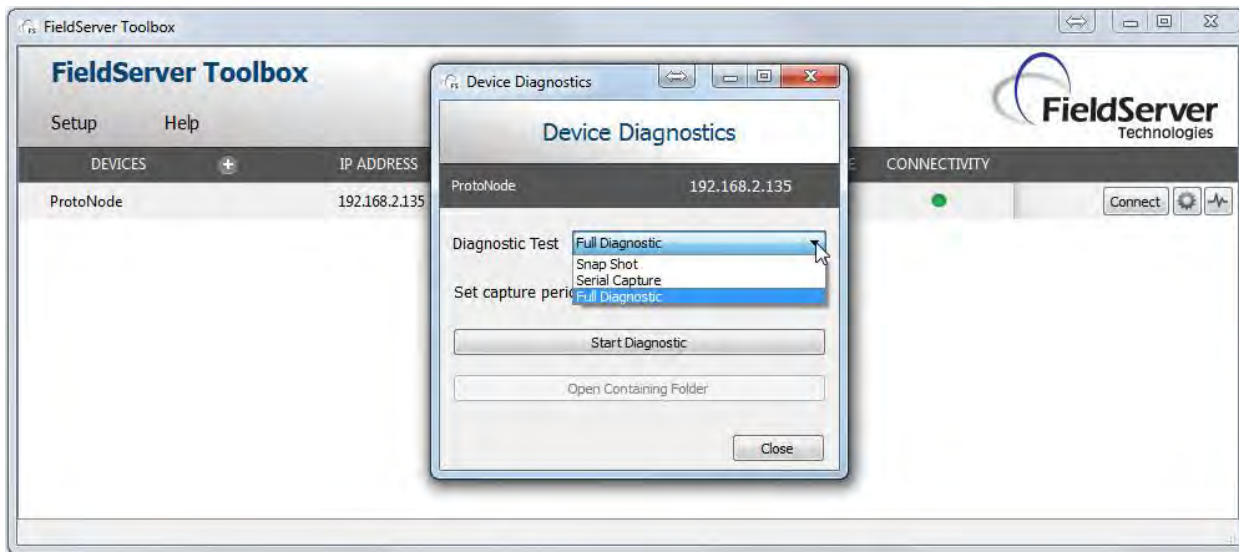 FieldServer Toolbox
FieldServer Toolbox
Setup Help
FieldServer
Technologies
DEVICES IP ADDRESS CONNECTIVITY
ProtoNode 192.168.2.135 Connect
Device Diagnostics
Device Diagnostics
ProtoNode 192.168.2.135
Diagnostic Test Full Diagnostic
Snap Shot
Serial Capture
Full Diagnostic
Set capture
Start Diagnostic
Open Containing Folder
Close